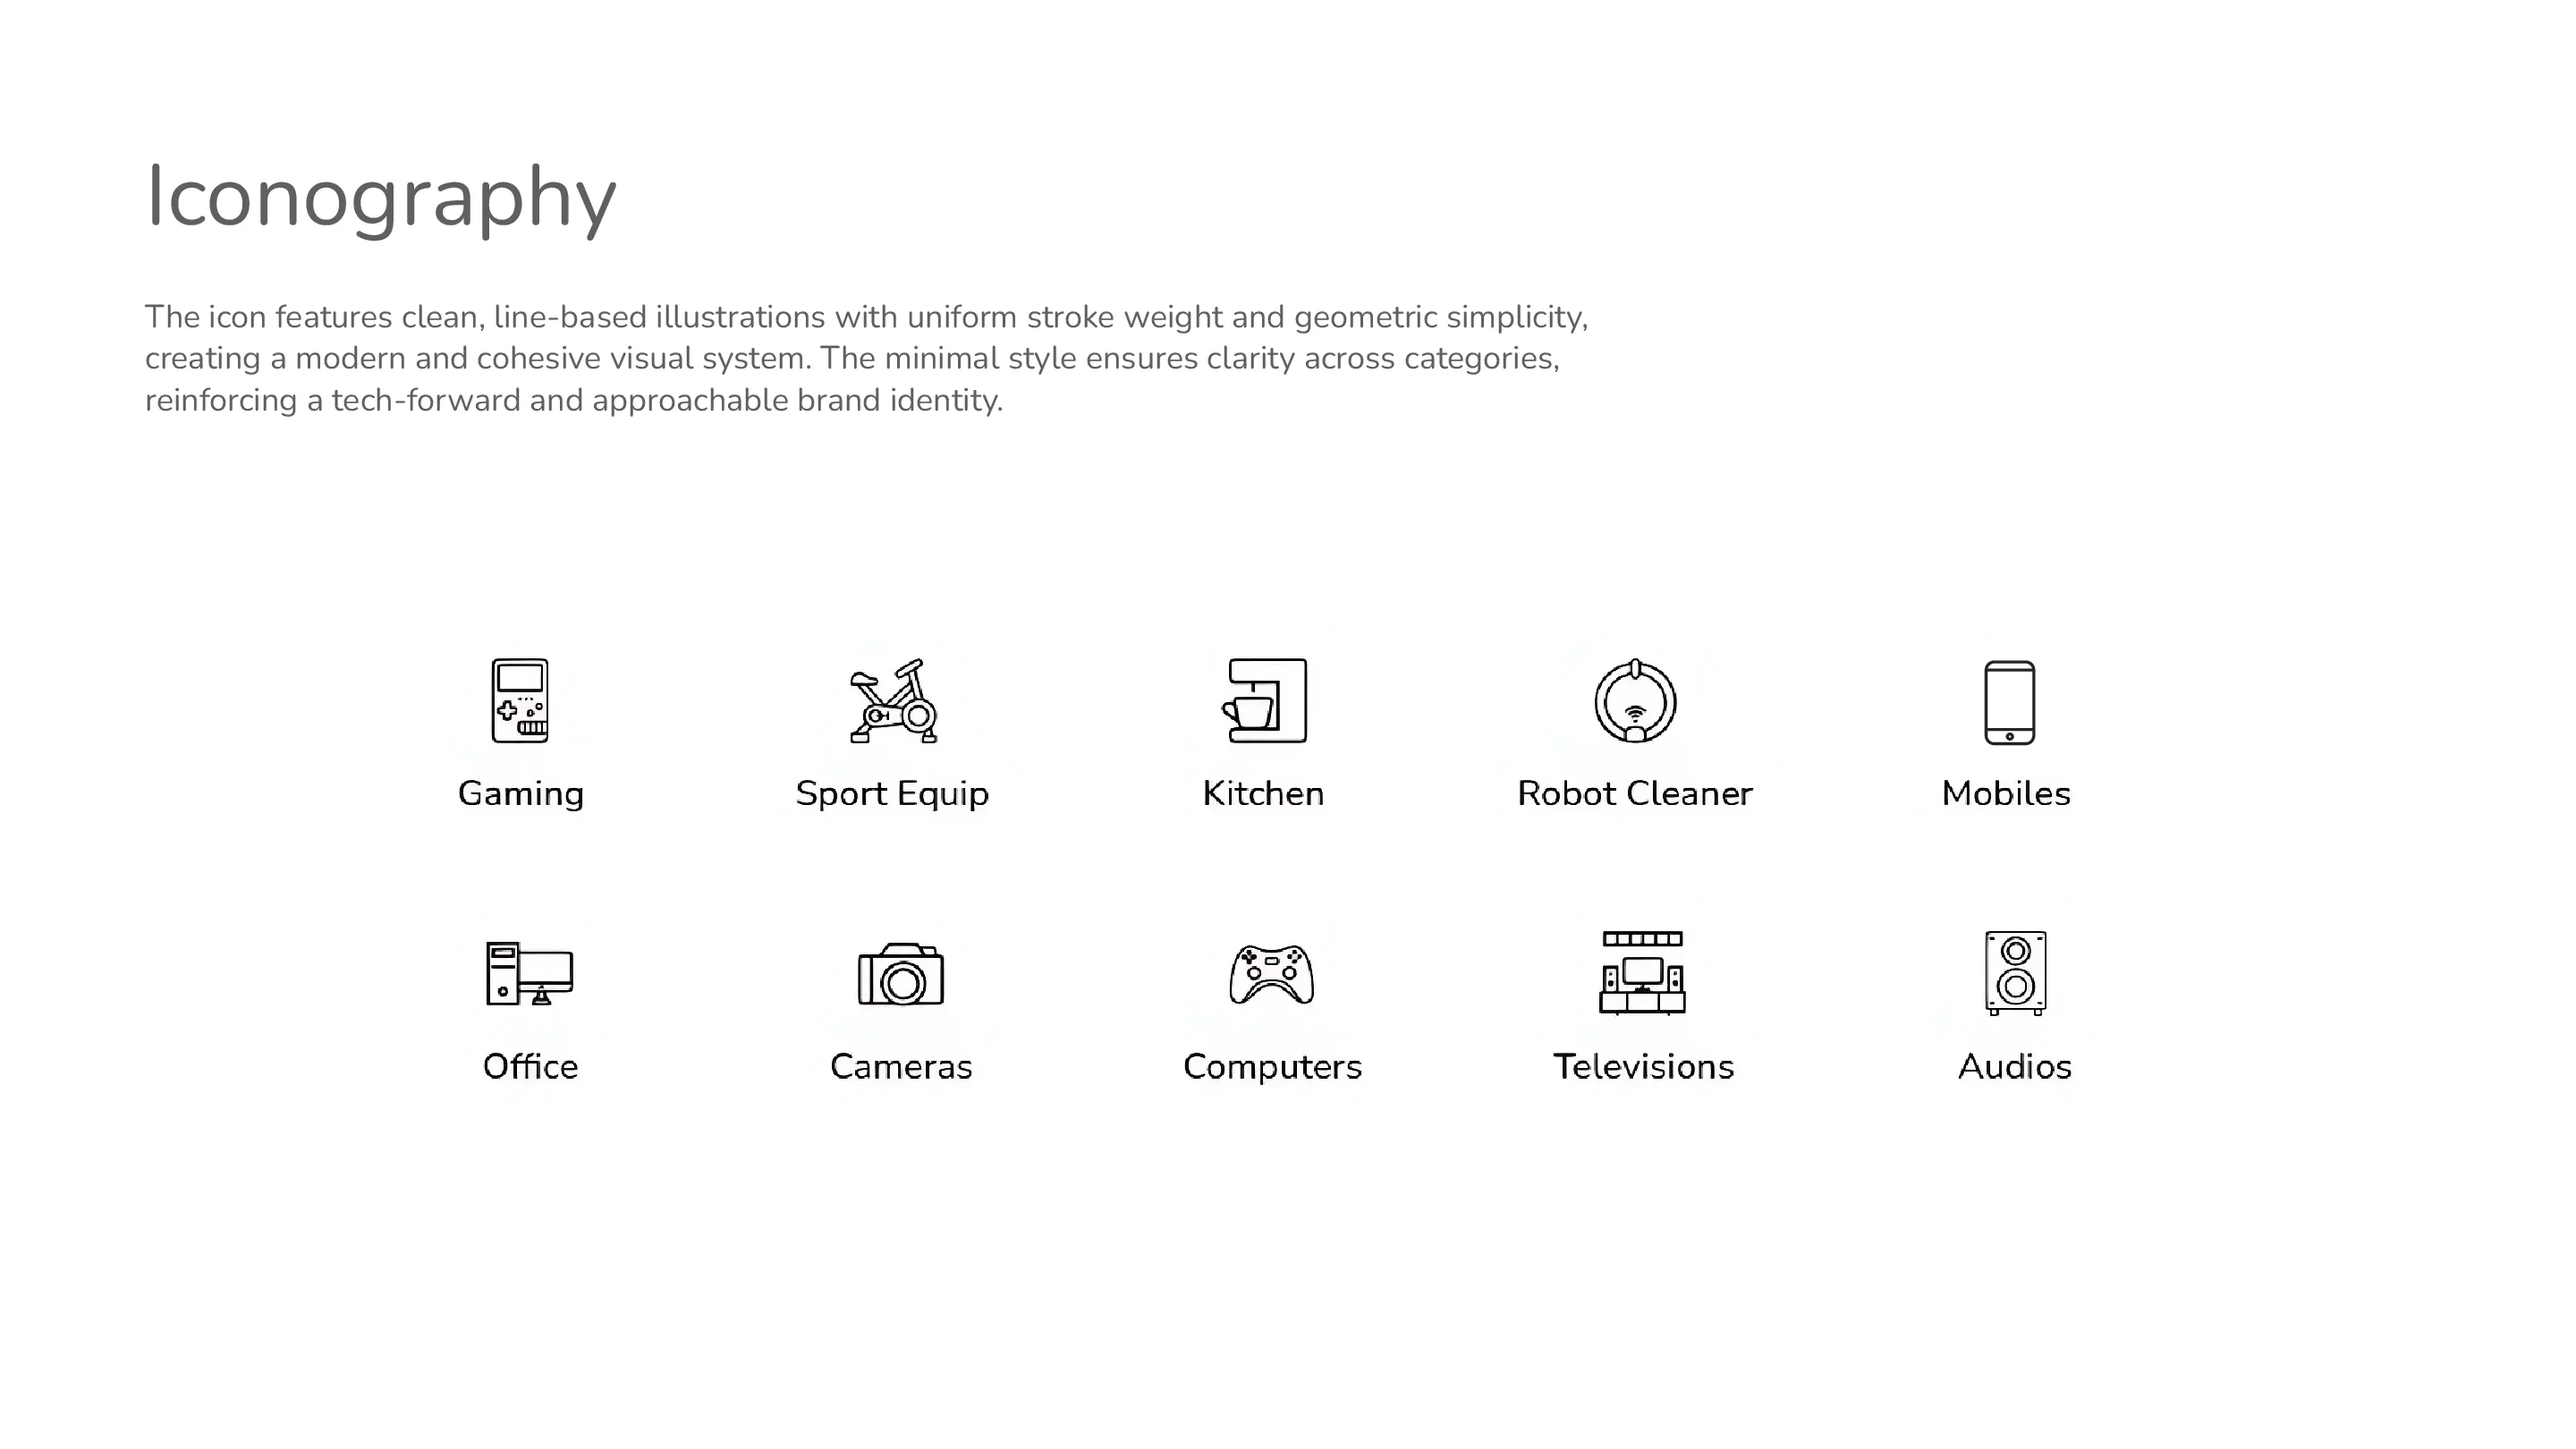 Iconography
The icon features clean, line-based illustrations with uniform stroke weight and geometric simplicity,
creating a modern and cohesive visual system. The minimal style ensures clarity across categories,
reinforcing a tech-forward and approachable brand identity.
Gaming
Sport Equip
Kitchen
Robot Cleaner
Mobiles
Office
Cameras
Computers
Televisions
Audios